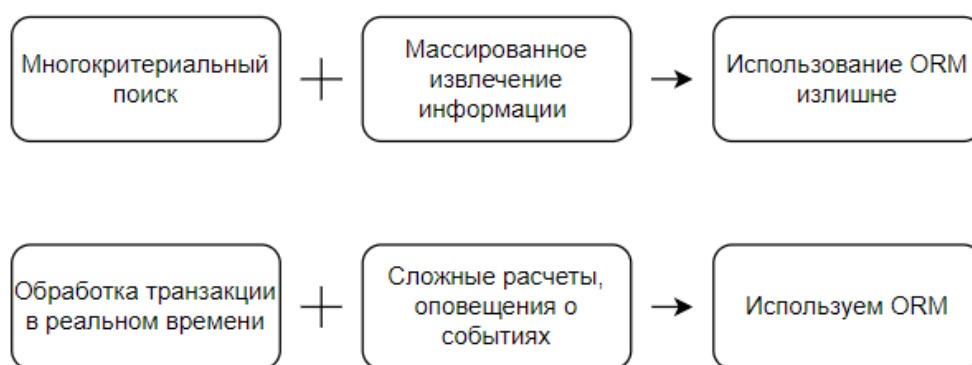 Многокритериальный
поиск
Массированное
извлечение
информации
Использование ORM
излишне
Обработка транзакции
в реальном времени
Сложные расчеты,
оповещения о
событиях
Используем ORM